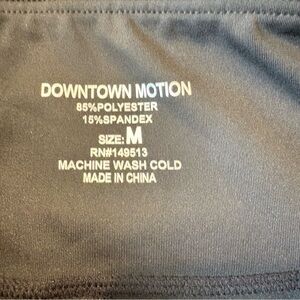 DOWNTOWN MOTION
85%POLYESTER
15%SPANDEX
SIZE: M
RN#149513
MACHINE WASH COLD
MADE IN CHINA